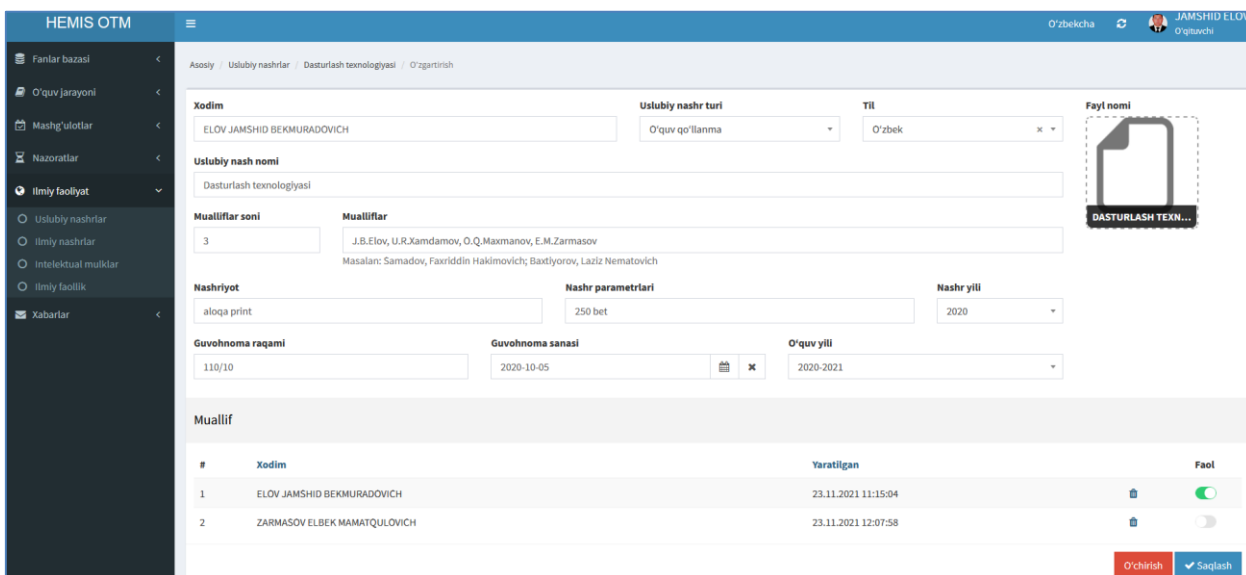 HEMIS OTM
O'zbekcha
JAMSHID ELOV
O'qituvchi
Fanlar bazasi
O'quv jarayoni
Mashg'ulotlar
Nazoratlar
Ilmiy faoliyat
Uslubiy nashrlar
Ilmiy nashrlar
Intelektual mulklar
Ilmiy faollik
Xabarlar
Asosiy / Uslubiy nashrlar / Dasturlash texnologiyasi / O'zgartirish
Xodim
ELOV JAMSHID BEKMURADOVICH
Uslubiy nashr turi
O'quv qo'llanma
Til
O'zbek
Fayl nomi
DASTURLASH TEXN...
Uslubiy nash nomi
Dasturlash texnologiyasi
Mualliflar soni
3
Mualliflar
J.B.Elov, U.R.Xamdamov, O.Q.Maxmanov, E.M.Zarmasov
Masalan: Samadov, Faxriddin Hakimovich; Baxtiyorov, Laziz Nematovich
Nashriyot
aloqa print
Nashr parametrlari
250 bet
Nashr yili
2020
Guvohnoma raqami
110/10
Guvohnoma sanasi
2020-10-05
O'quv yili
2020-2021
Muallif
# Xodim Yaratilgan Faol
1 ELOV JAMSHID BEKMURADOVICH 23.11.2021 11:15:04
2 ZARMASOV ELBEK MAMATQULOVICH 23.11.2021 12:07:58
O'chirish Saqlash